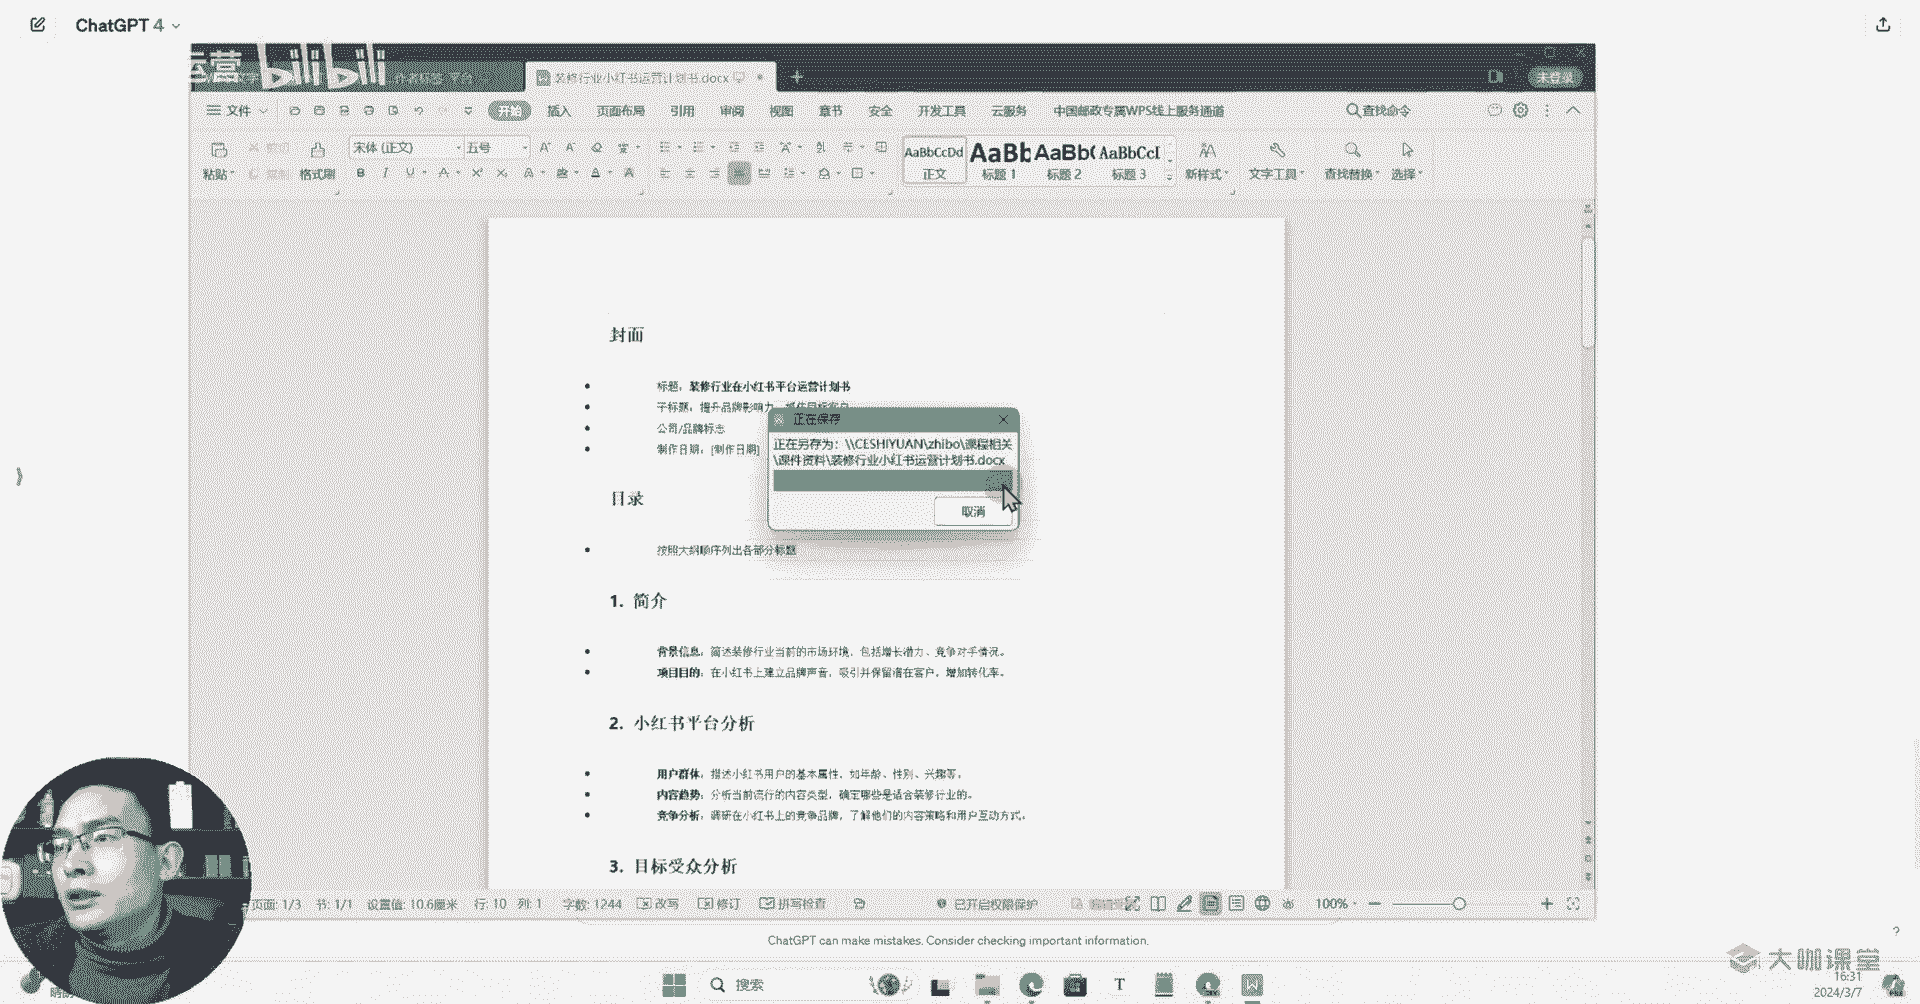 ChatGPT 4
运营 bilibili 作者标签 平台
装修行业小红书运营计划书.docx
未登录
文件 开始 插入 页面布局 引用 审阅 视图 章节 安全 开发工具 云服务 中国邮政专属WPS线上服务通道 查找命令
宋体 (正文) 五号
AaBbCcDd AaBb AaBb( AaBbCcI
粘贴 格式刷 正文 标题 1 标题 2 标题 3 新样式 文字工具 查找替换 选择
封面
标题：装修行业在小红书平台运营计划书
子标题：提升品牌影响力
公司/品牌标志
制作日期：[制作日期]
正在保存
正在另存为：\\CESHIYUAN\zhibo\课程相关
\课件资料\装修行业小红书运营计划书.docx
取消
目录
按照大纲顺序列出各部分标题
1. 简介
背景信息：简述装修行业当前的市场环境，包括增长潜力、竞争对手情况。
项目目的：在小红书上建立品牌声音，吸引并保留潜在客户，增加转化率。
2. 小红书平台分析
用户群体：描述小红书用户的基本属性，如年龄、性别、兴趣等。
内容趋势：分析当前流行的内容类型，确定哪些是适合装修行业的。
竞争分析：调研在小红书上的竞争品牌，了解他们的内容策略和用户互动方式。
3. 目标受众分析
页面: 1/3 节: 1/1 设置值: 10.6厘米 行: 10 列: 1 字数: 1244 改写 修订 拼写检查 已开启权限保护 100%
ChatGPT can make mistakes. Consider checking important information.
?
大咖课堂
搜索
16:31
2024/3/7